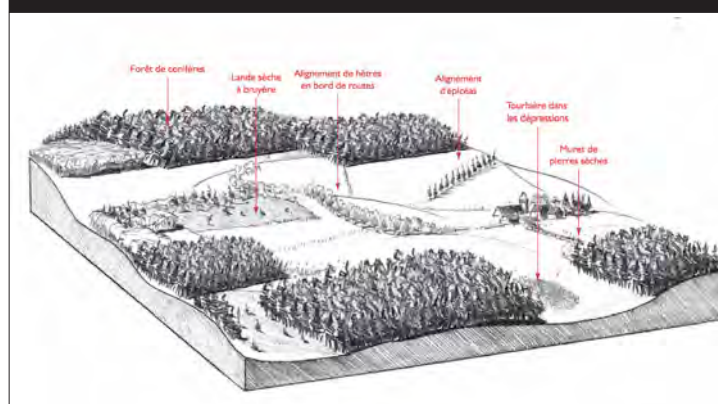 Forêt de conifères
Lande sèche
à bruyère
Alignement de hêtres
en bord de routes
Alignement
d'épicéas
Tourbière dans
les dépressions
Muret de
pierres sèches